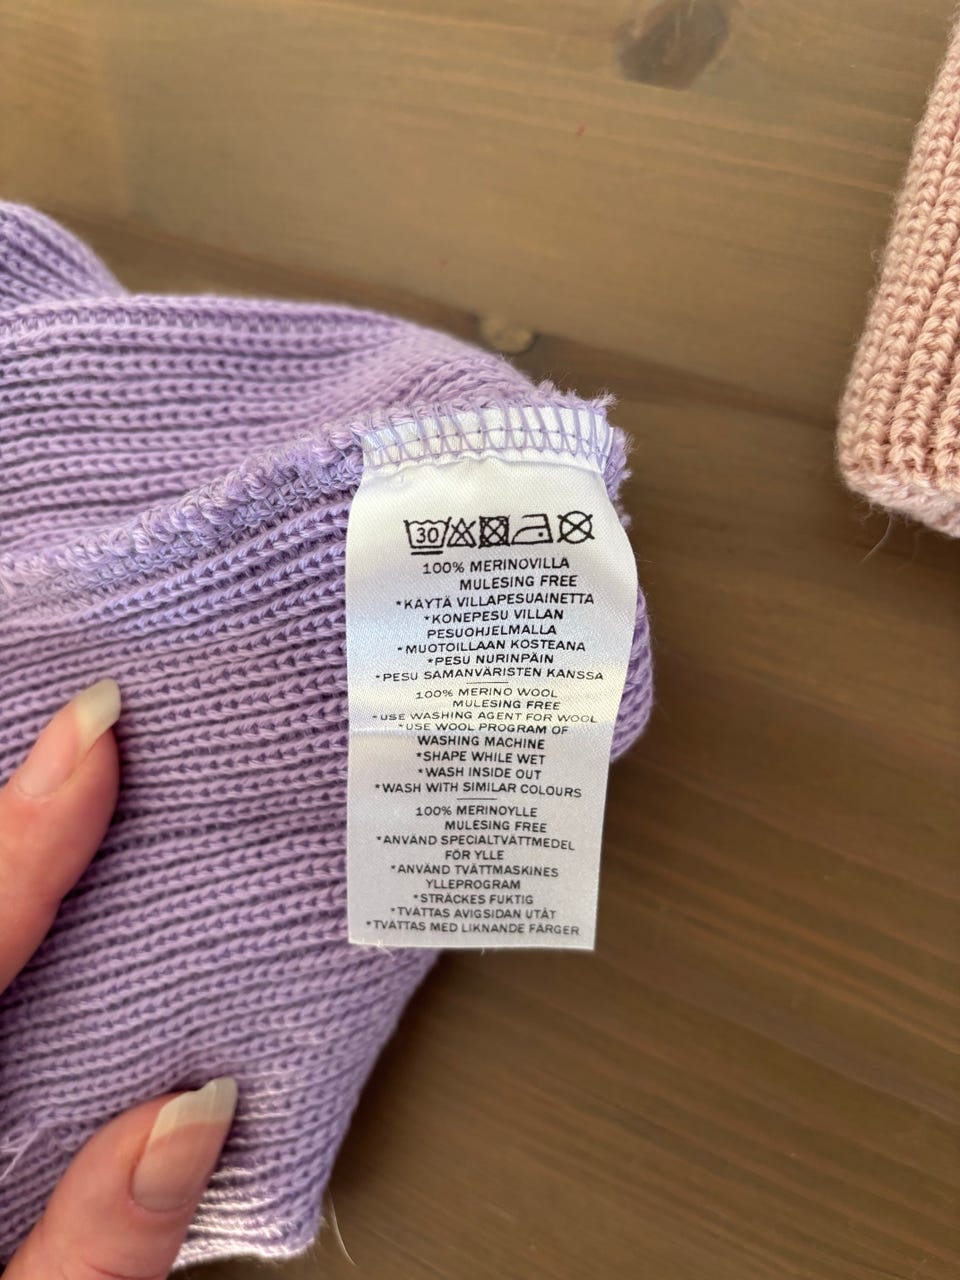 30
100% MERINOVILLA
MULESING FREE
*KÄYTÄ VILLAPESUAINETTA
*KONEPESU VILLAN
PESUOHJELMALLA
*MUOTOILLAAN KOSTEANA
*PESU NURINPÄIN
*PESU SAMANVÄRISTEN KANSSA
100% MERINO WOOL
MULESING FREE
*USE WASHING AGENT FOR WOOL
*USE WOOL PROGRAM OF
WASHING MACHINE
*SHAPE WHILE WET
*WASH INSIDE OUT
*WASH WITH SIMILAR COLOURS
100% MERINOYLLE
MULESING FREE
*ANVÄND SPECIALTVÄTTMEDEL
FÖR YLLE
*ANVÄND TVÄTTMASKINES
YLLEPROGRAM
*STRÄCKES FUKTIG
*TVÄTTAS AVIGSIDAN UTÅT
*TVÄTTAS MED LIKNANDE FÄRGER